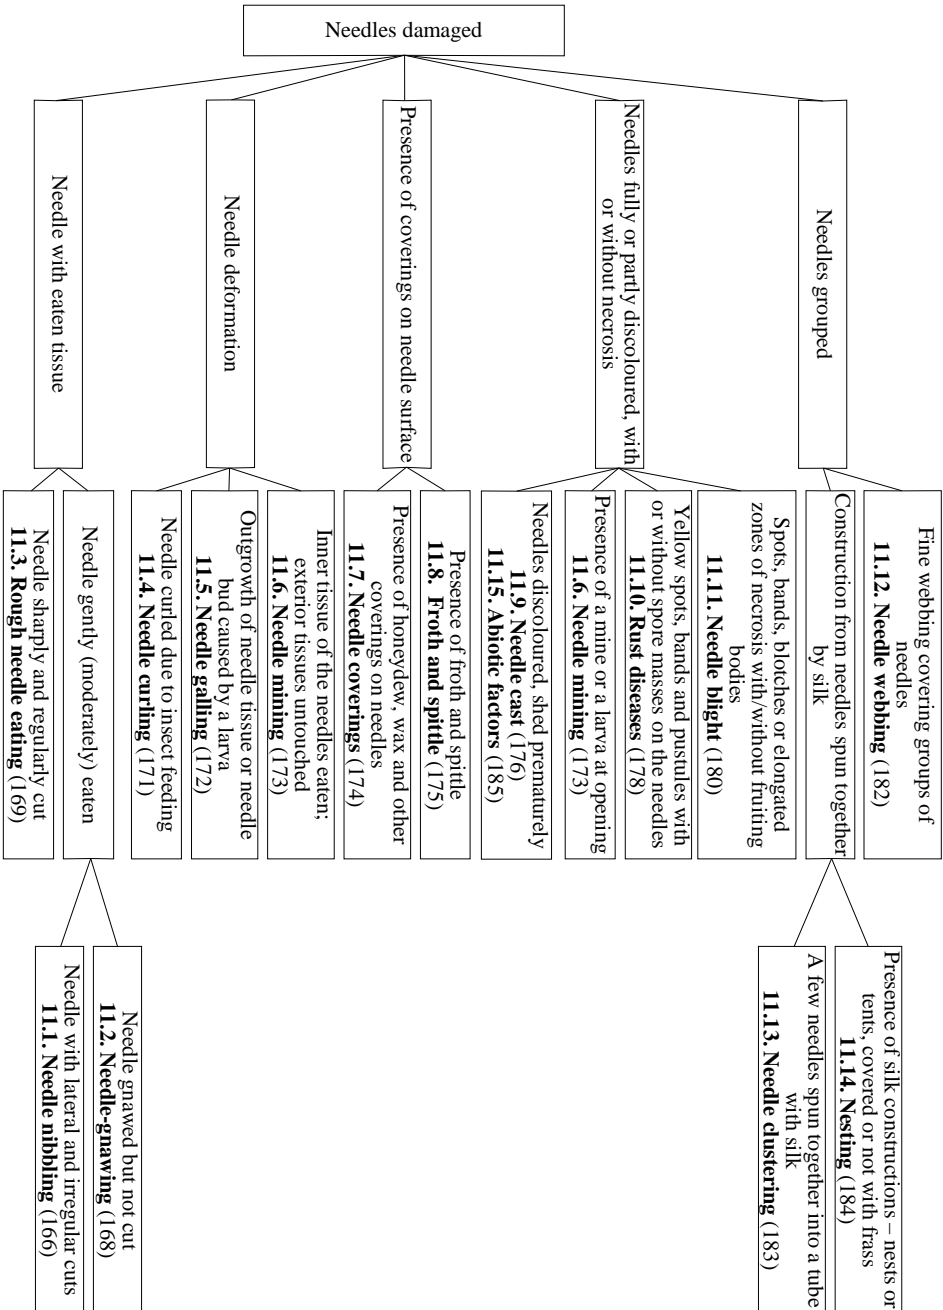 Needles damaged
Needle with eaten tissue
Needle deformation
Presence of coverings on needle surface
Needles fully or partly discoloured, with
or without necrosis
Needles grouped
Needle sharply and regularly cut
11.3. Rough needle eating (169)
Needle gently (moderately) eaten
Needle curled due to insect feeding
11.4. Needle curling (171)
Outgrowth of needle tissue or needle
bud caused by a larva
11.5. Needle galling (172)
Inner tissue of the needles eaten;
exterior tissues untouched
11.6. Needle mining (173)
Presence of honeydew, wax and other
coverings on needles
11.7. Needle coverings (174)
Presence of froth and spittle
11.8. Froth and spittle (175)
Needles discoloured, shed prematurely
11.9. Needle cast (176)
11.15. Abiotic factors (185)
Presence of a mine or a larva at opening
11.6. Needle mining (173)
Yellow spots, bands and pustules with
or without spore masses on the needles
11.10. Rust diseases (178)
Spots, bands, blotches or elongated
zones of necrosis with/without fruiting
bodies
11.11. Needle blight (180)
Construction from needles spun together
by silk
Fine webbing covering groups of
needles
11.12. Needle webbing (182)
Needle with lateral and irregular cuts
11.1. Needle nibbling (166)
Needle gnawed but not cut
11.2. Needle-gnawing (168)
A few needles spun together into a tube
with silk
11.13. Needle clustering (183)
Presence of silk constructions – nests or
tents, covered or not with frass
11.14. Nesting (184)